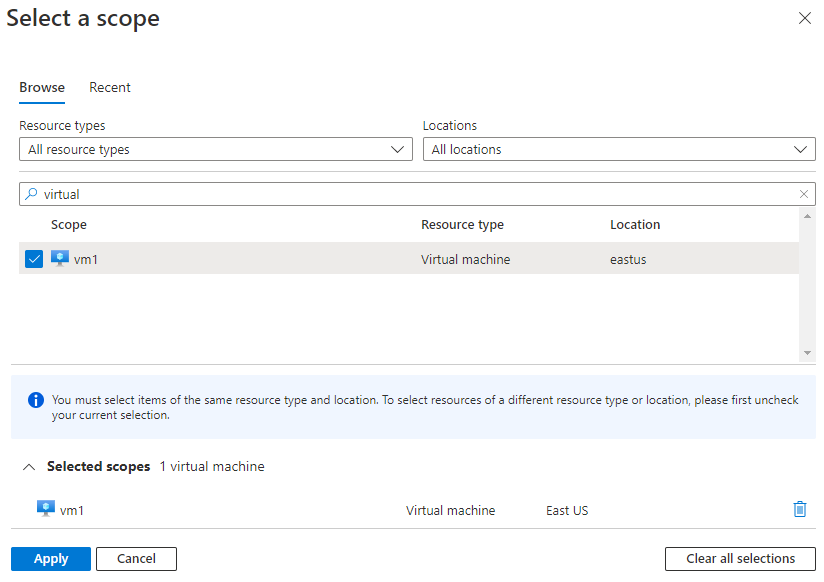 Select a scope
Browse Recent
Resource types Locations
All resource types All locations
virtual
Scope Resource type Location
vm1 Virtual machine eastus
You must select items of the same resource type and location. To select resources of a different resource type or location, please first uncheck
your current selection.
Selected scopes 1 virtual machine
vm1 Virtual machine East US
Apply Cancel Clear all selections